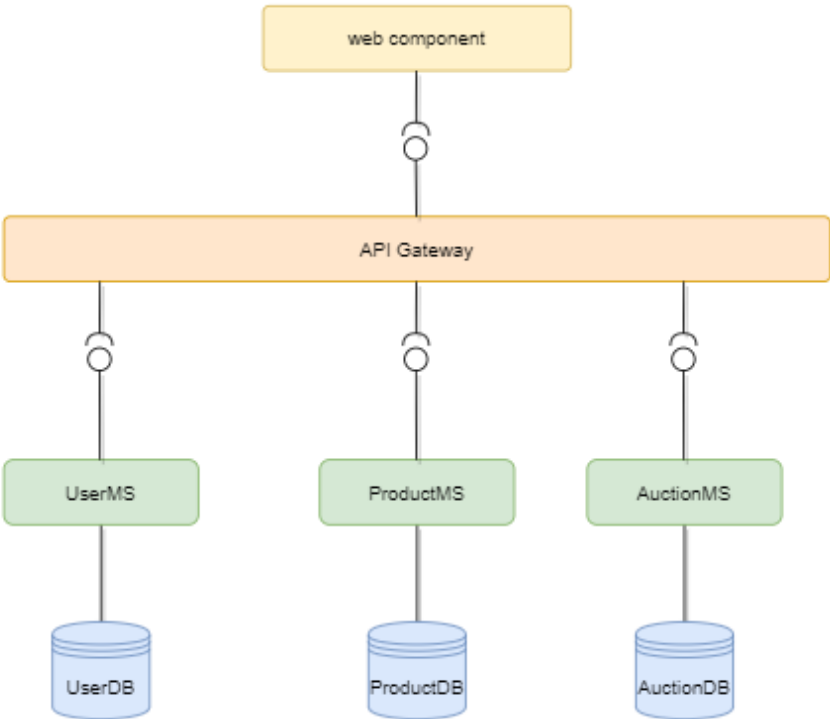 web component
API Gateway
UserMS
ProductMS
AuctionMS
UserDB
ProductDB
AuctionDB